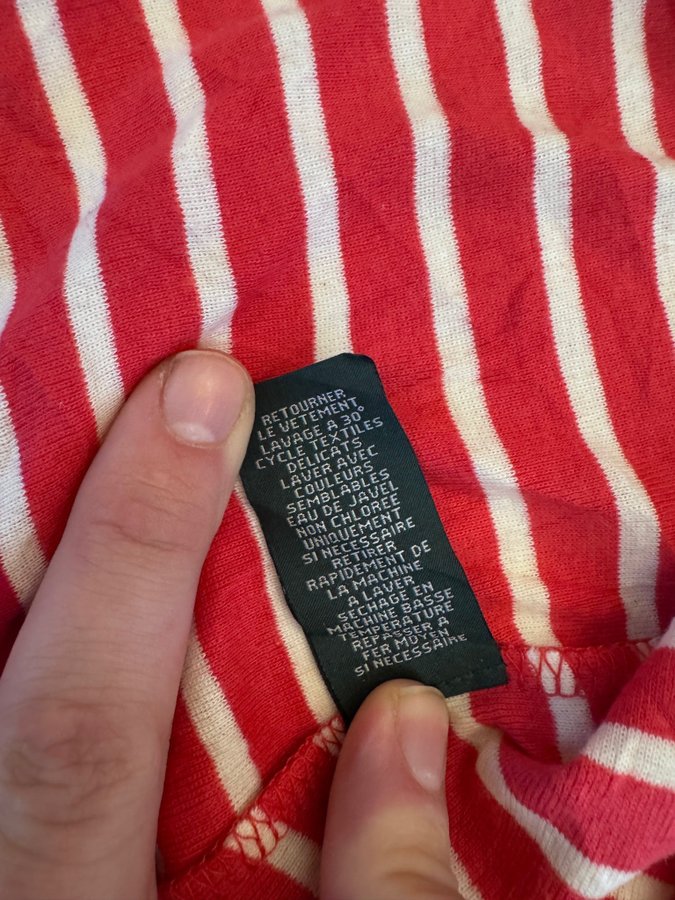 RETOURNER
LE VETEMENT
LAVAGE A 30°
CYCLE TEXTILES
DELICATS
LAVER AVEC
COULEURS
SEMBLABLES
EAU DE JAVEL
NON CHLOREE
UNIQUEMENT
SI NECESSAIRE
RETIRER
RAPIDEMENT DE
LA MACHINE
A LAVER
SECHAGE EN
MACHINE BASSE
TEMPERATURE
REPASSER A
FER MOYEN
SI NECESSAIRE